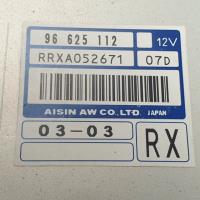 96 625 112 12V
RRXA052671 07D
AISIN AW CO.,LTD. JAPAN
03-03 RX